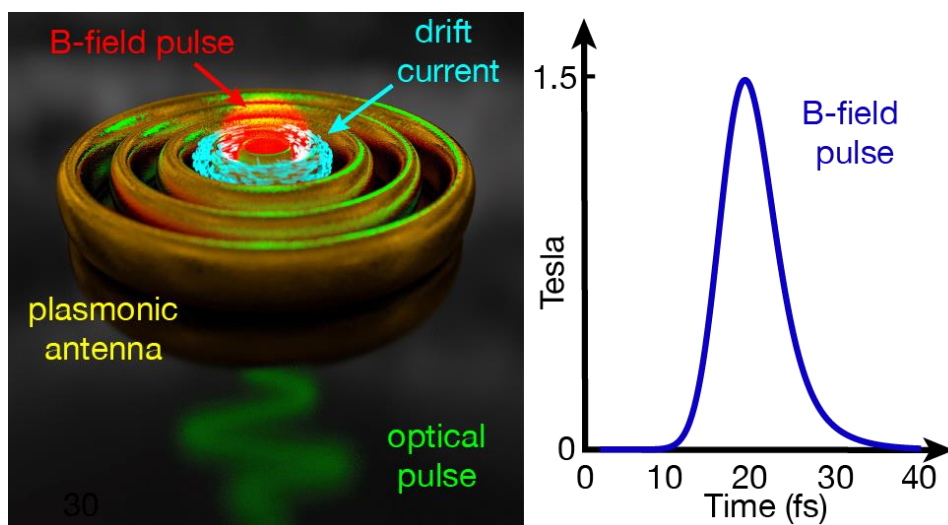 B-field pulse
drift
current
plasmonic
antenna
optical
pulse
30
1.5
Tesla
0
B-field
pulse
0 10 20 30 40
Time (fs)